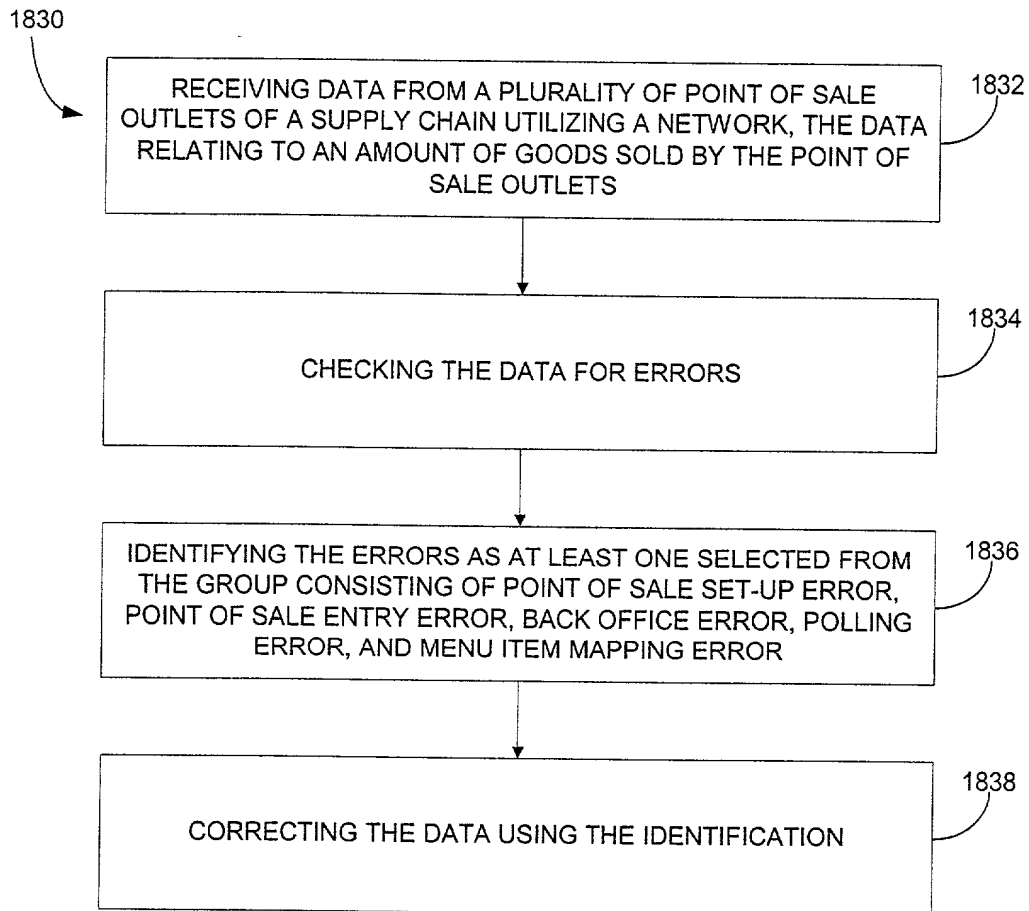 1830
1832
RECEIVING DATA FROM A PLURALITY OF POINT OF SALE
OUTLETS OF A SUPPLY CHAIN UTILIZING A NETWORK, THE DATA
RELATING TO AN AMOUNT OF GOODS SOLD BY THE POINT OF
SALE OUTLETS
1834
CHECKING THE DATA FOR ERRORS
1836
IDENTIFYING THE ERRORS AS AT LEAST ONE SELECTED FROM
THE GROUP CONSISTING OF POINT OF SALE SET-UP ERROR,
POINT OF SALE ENTRY ERROR, BACK OFFICE ERROR, POLLING
ERROR, AND MENU ITEM MAPPING ERROR
1838
CORRECTING THE DATA USING THE IDENTIFICATION